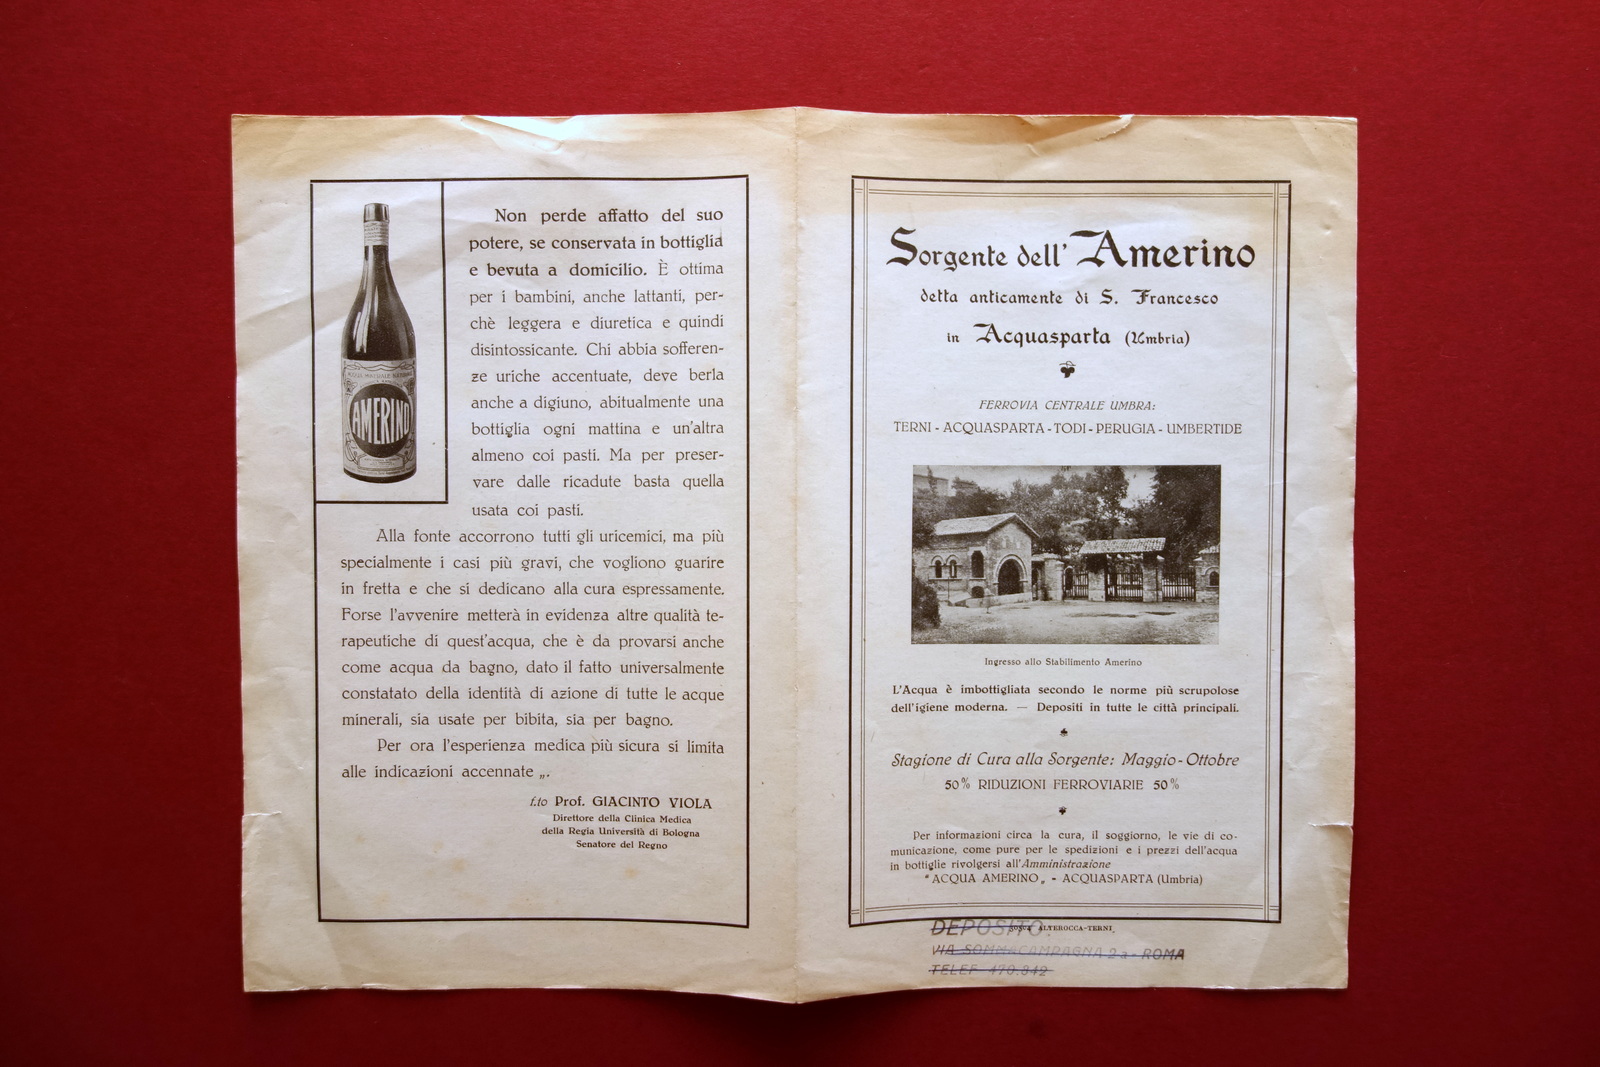 ACQUA MINERALE NATURALE
AMERINO
Non perde affatto del suo
potere, se conservata in bottiglia
e bevuta a domicilio. È ottima
per i bambini, anche lattanti, per-
chè leggera e diuretica e quindi
disintossicante. Chi abbia sofferen-
ze uriche accentuate, deve berla
anche a digiuno, abitualmente una
bottiglia ogni mattina e un'altra
almeno coi pasti. Ma per preser-
vare dalle ricadute basta quella
usata coi pasti.
Alla fonte accorrono tutti gli uricemici, ma più
specialmente i casi più gravi, che vogliono guarire
in fretta e che si dedicano alla cura espressamente.
Forse l'avvenire metterà in evidenza altre qualità te-
rapeutiche di quest'acqua, che è da provarsi anche
come acqua da bagno, dato il fatto universalmente
constatato della identità di azione di tutte le acque
minerali, sia usate per bibita, sia per bagno.
Per ora l'esperienza medica più sicura si limita
alle indicazioni accennate „.
f.to Prof. GIACINTO VIOLA
Direttore della Clinica Medica
della Regia Università di Bologna
Senatore del Regno
Sorgente dell'Amerino
detta anticamente di S. Francesco
in Acquasparta (Umbria)
FERROVIA CENTRALE UMBRA:
TERNI - ACQUASPARTA - TODI - PERUGIA - UMBERTIDE
Ingresso allo Stabilimento Amerino
L'Acqua è imbottigliata secondo le norme più scrupolose
dell'igiene moderna. — Depositi in tutte le città principali.
Stagione di Cura alla Sorgente: Maggio - Ottobre
50% RIDUZIONI FERROVIARIE 50%
Per informazioni circa la cura, il soggiorno, le vie di co-
municazione, come pure per le spedizioni e i prezzi dell'acqua
in bottiglie rivolgersi all'Amministrazione
"ACQUA AMERINO„ - ACQUASPARTA (Umbria)
ALTEROCCA-TERNI
DEPOSITO:
VIA SOMMACAMPAGNA 2a - ROMA
TELEF 470.942